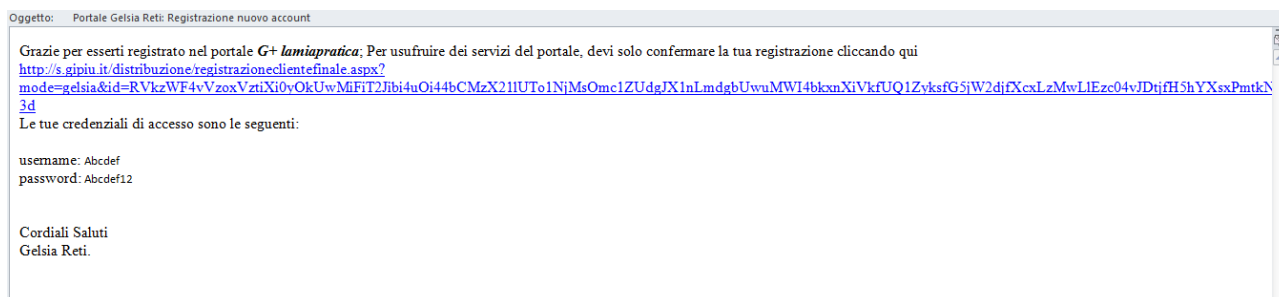 Oggetto: Portale Gelsia Reti: Registrazione nuovo account
Grazie per esserti registrato nel portale G+ lamiapratica; Per usufruire dei servizi del portale, devi solo confermare la tua registrazione cliccando qui
http://s.gipiu.it/distribuzione/registrazioneclientefinale.aspx?
mode=gelsia&id=RVkzWF4vVzoxVztiXi0yOkUwMiFiT2Jibi4uOi44bCMzX21lUTo1NjMsOmc1ZUdgJX1nLmdgbUwuMWI4bkxnXiVkfUQ1ZyksfG5jW2djfXcxLzMwLlEzc04vJDtjfH5hYXsxPmtkN
3d
Le tue credenziali di accesso sono le seguenti:
username: Abcdef
password: Abcdef12
Cordiali Saluti
Gelsia Reti.